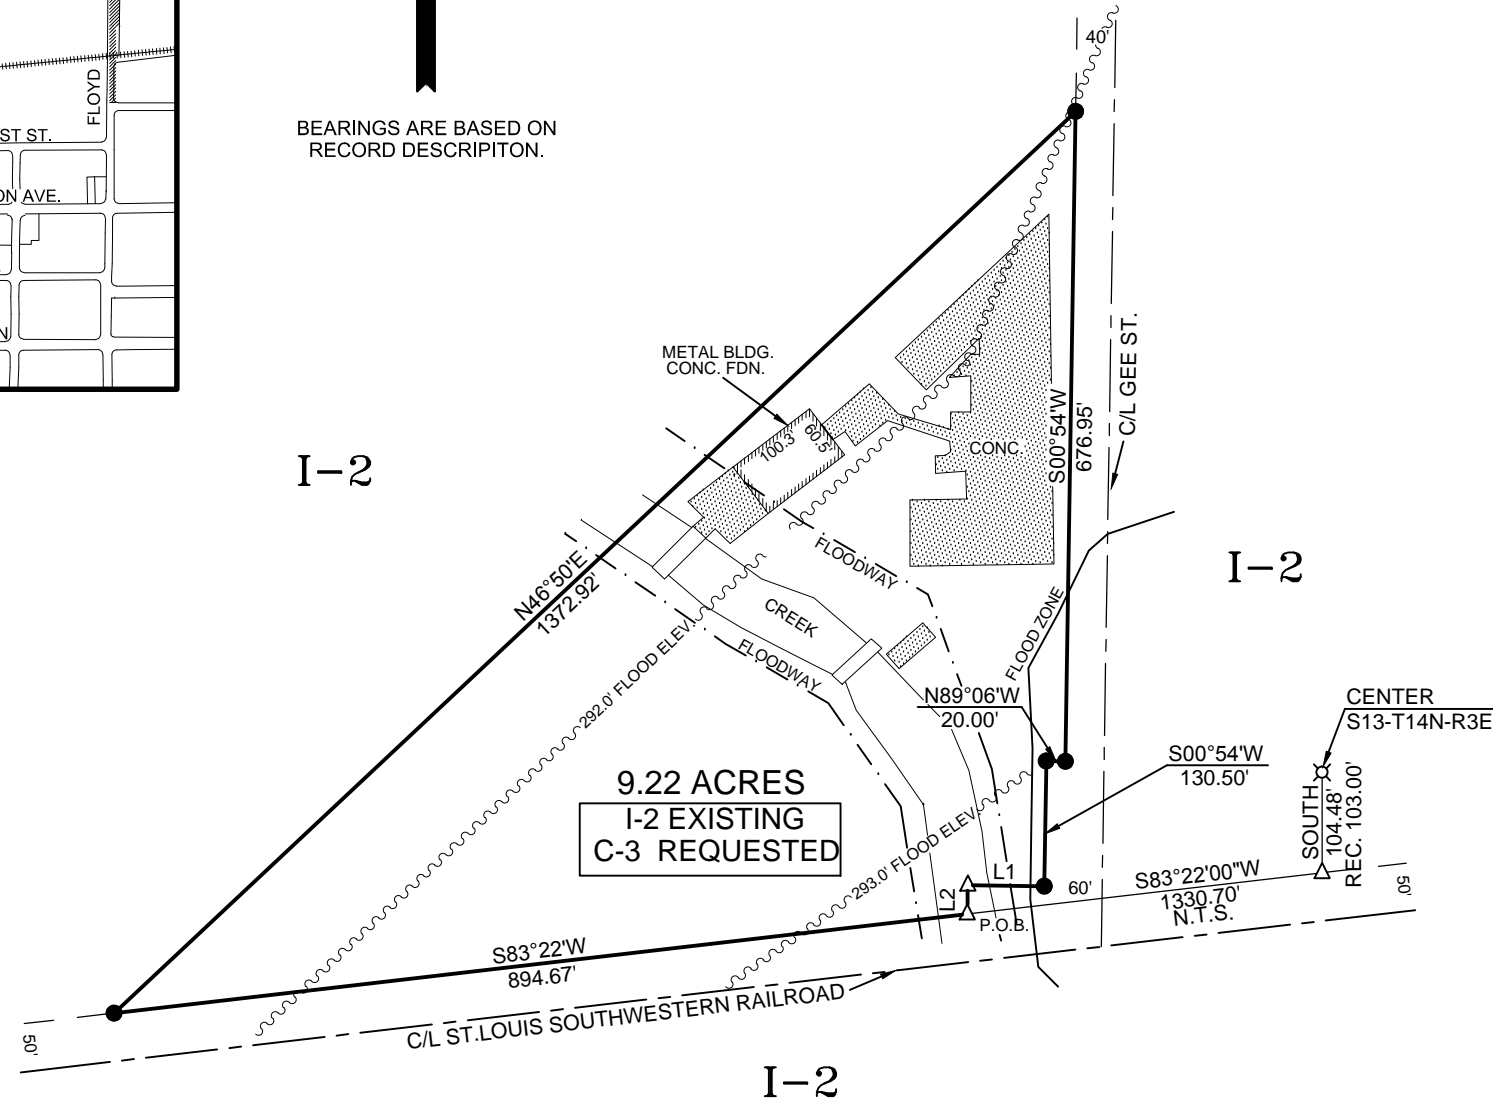 FLOYD
ST ST.
ON AVE.
N
BEARINGS ARE BASED ON
RECORD DESCRIPITON.
40'
METAL BLDG.
CONC. FDN.
100.3
60.5
CONC.
S00°54'W
676.95'
C/L GEE ST.
I-2
N46°50'E
1372.92'
FLOODWAY
CREEK
FLOODWAY
292.0' FLOOD ELEV.
FLOOD ZONE
I-2
N89°06'W
20.00'
CENTER
S13-T14N-R3E
S00°54'W
130.50'
SOUTH
104.48'
REC. 103.00'
9.22 ACRES
I-2 EXISTING
C-3 REQUESTED
293.0' FLOOD ELEV.
L1
L2
60'
P.O.B.
S83°22'00"W
1330.70'
N.T.S.
50'
S83°22'W
894.67'
C/L ST.LOUIS SOUTHWESTERN RAILROAD
50'
I-2